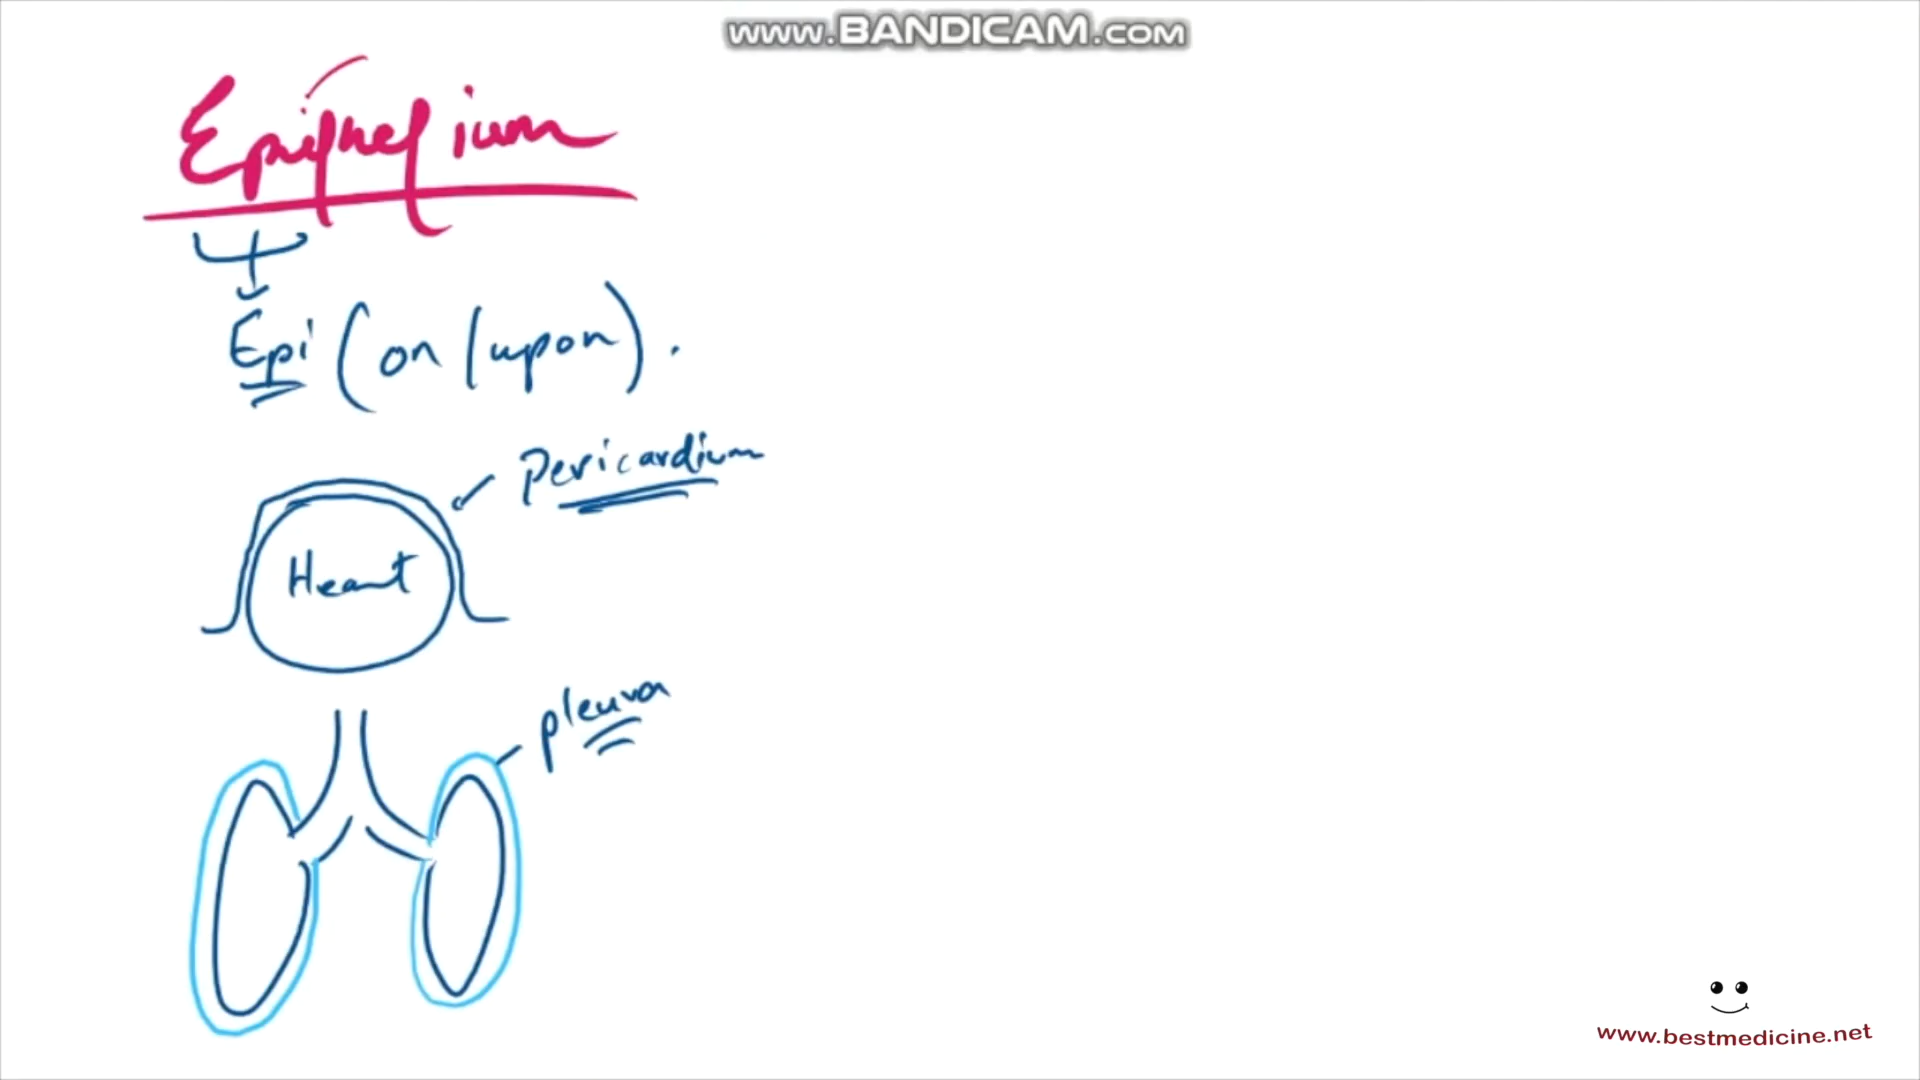 www.BANDICAM.com
Epithelium
Epi (on / upon).
Pericardium
Heart
pleura
www.bestmedicine.net